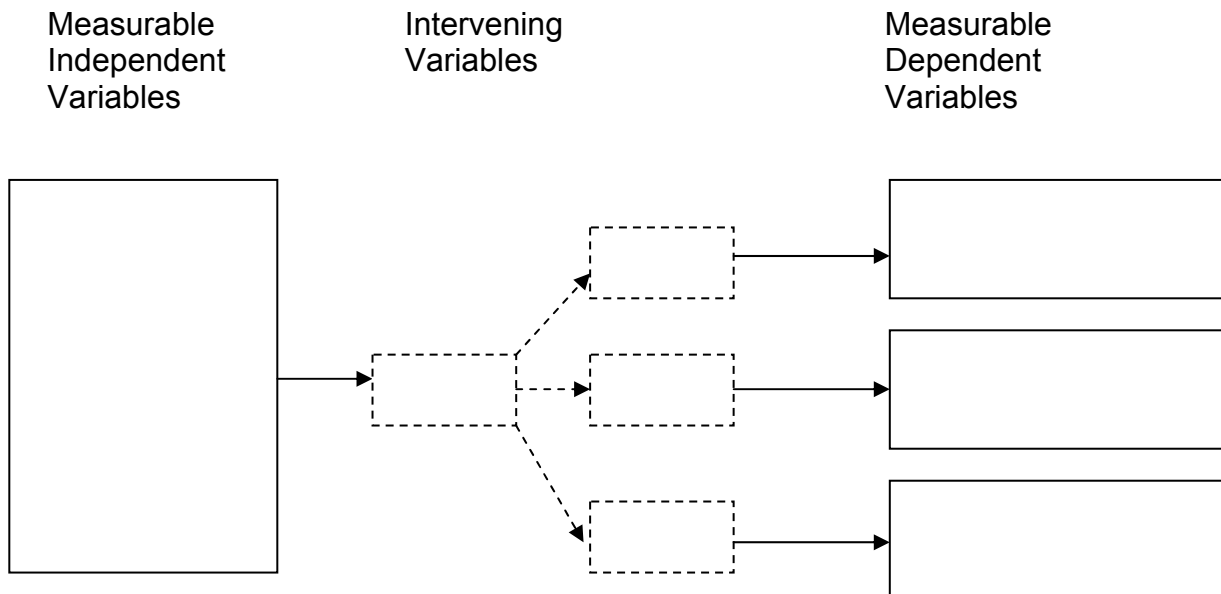 Measurable
Independent
Variables
Intervening
Variables
Measurable
Dependent
Variables